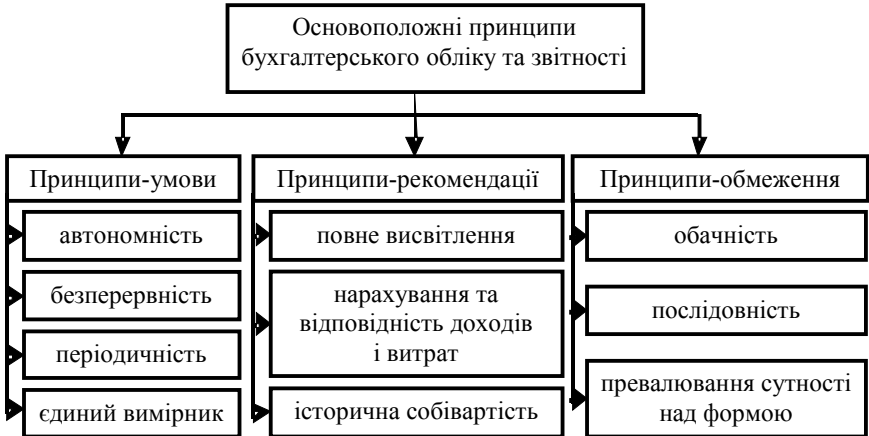 Основоположні принципи
бухгалтерського обліку та звітності
Принципи-умови
автономність
безперервність
періодичність
єдиний вимірник
Принципи-рекомендації
повне висвітлення
нарахування та
відповідність доходів
і витрат
історична собівартість
Принципи-обмеження
обачність
послідовність
превалювання сутності
над формою